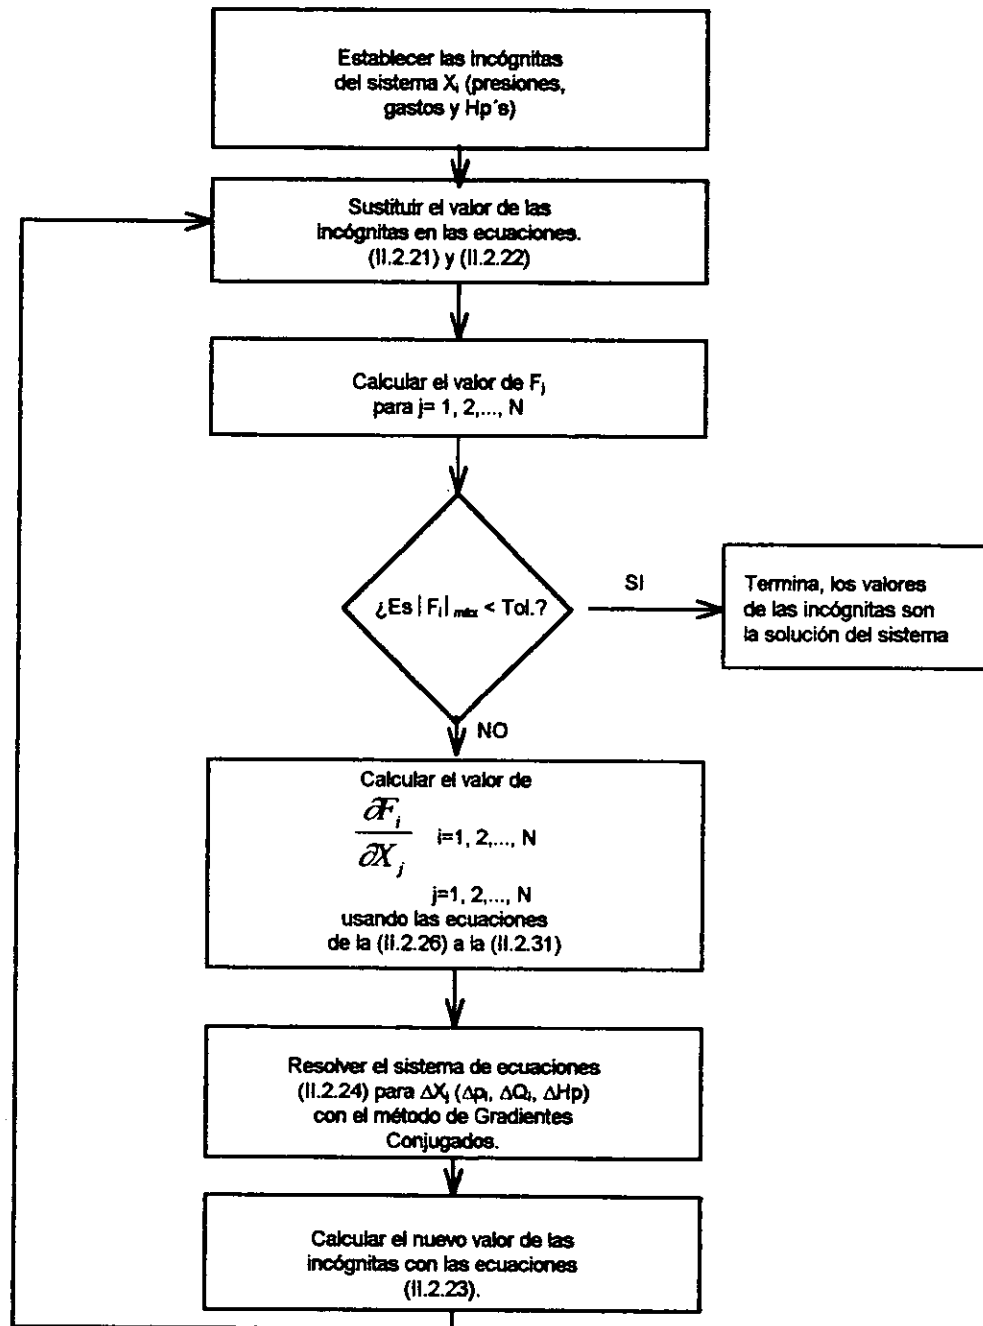 Establecer las incógnitas
del sistema Xᵢ (presiones,
gastos y Hp´s)
Sustituir el valor de las
incógnitas en las ecuaciones.
(II.2.21) y (II.2.22)
Calcular el valor de Fⱼ
para j= 1, 2,..., N
¿Es | Fᵢ| máx < Tol.?
SI
Termina, los valores
de las incógnitas son
la solución del sistema
NO
Calcular el valor de
∂Fᵢ
∂Xⱼ
i=1, 2,..., N
j=1, 2,..., N
usando las ecuaciones
de la (II.2.26) a la (II.2.31)
Resolver el sistema de ecuaciones
(II.2.24) para ΔXⱼ (Δpᵢ, ΔQᵢ, ΔHp)
con el método de Gradientes
Conjugados.
Calcular el nuevo valor de las
incógnitas con las ecuaciones
(II.2.23).